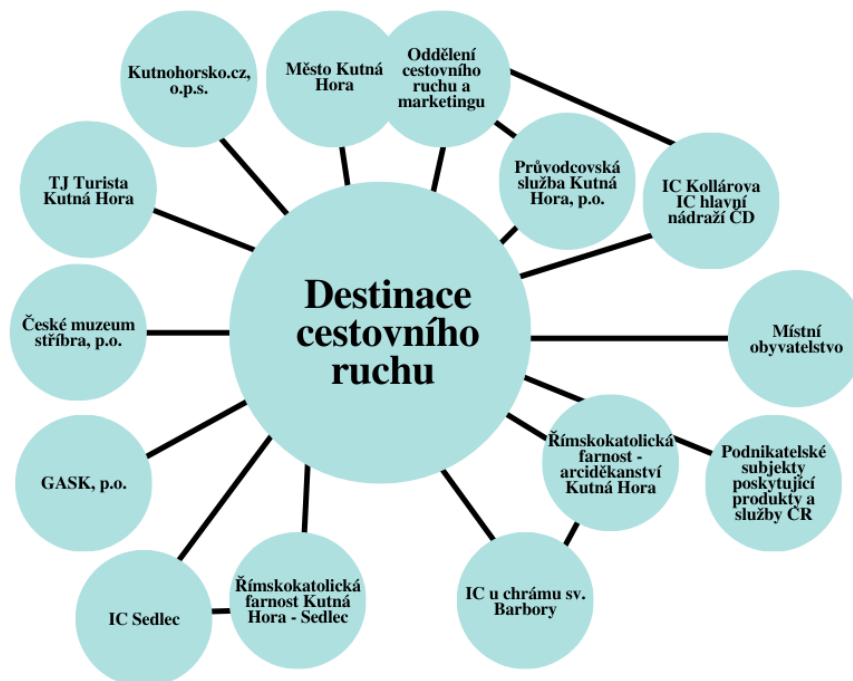 Kutnohorsko.cz,
o.p.s.
Město Kutná
Hora
Oddělení
cestovního
ruchu a
marketingu
TJ Turista
Kutná Hora
Průvodcovská
služba Kutná
Hora, p.o.
IC Kollárova
IC hlavní
nádraží ČD
Destinace
cestovního
ruchu
České muzeum
stříbra, p.o.
Místní
obyvatelstvo
GASK, p.o.
Římskokatolická
farnost -
arciděkanství
Kutná Hora
Podnikatelské
subjekty
poskytující
produkty a
služby ČR
IC Sedlec
Římskokatolická
farnost Kutná
Hora - Sedlec
IC u chrámu sv.
Barbory